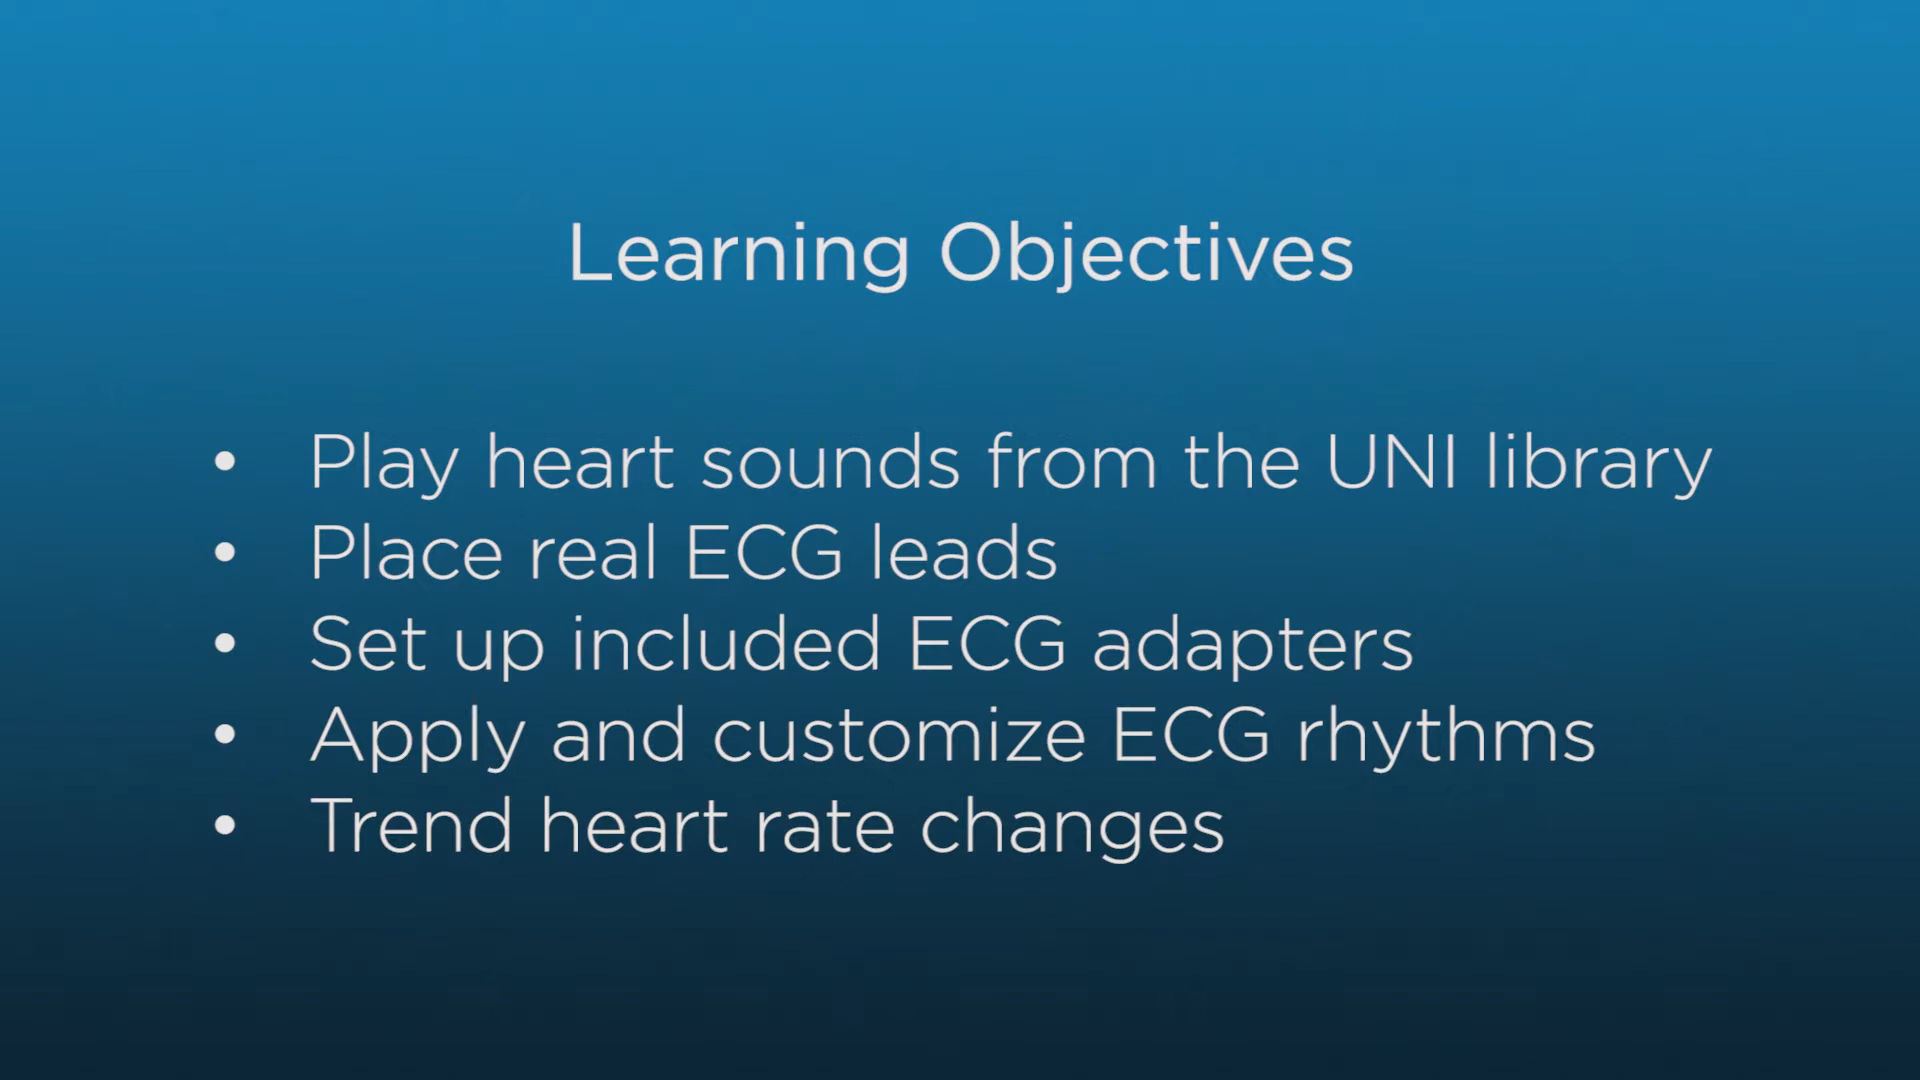 Learning Objectives
• Play heart sounds from the UNI library
• Place real ECG leads
• Set up included ECG adapters
• Apply and customize ECG rhythms
• Trend heart rate changes